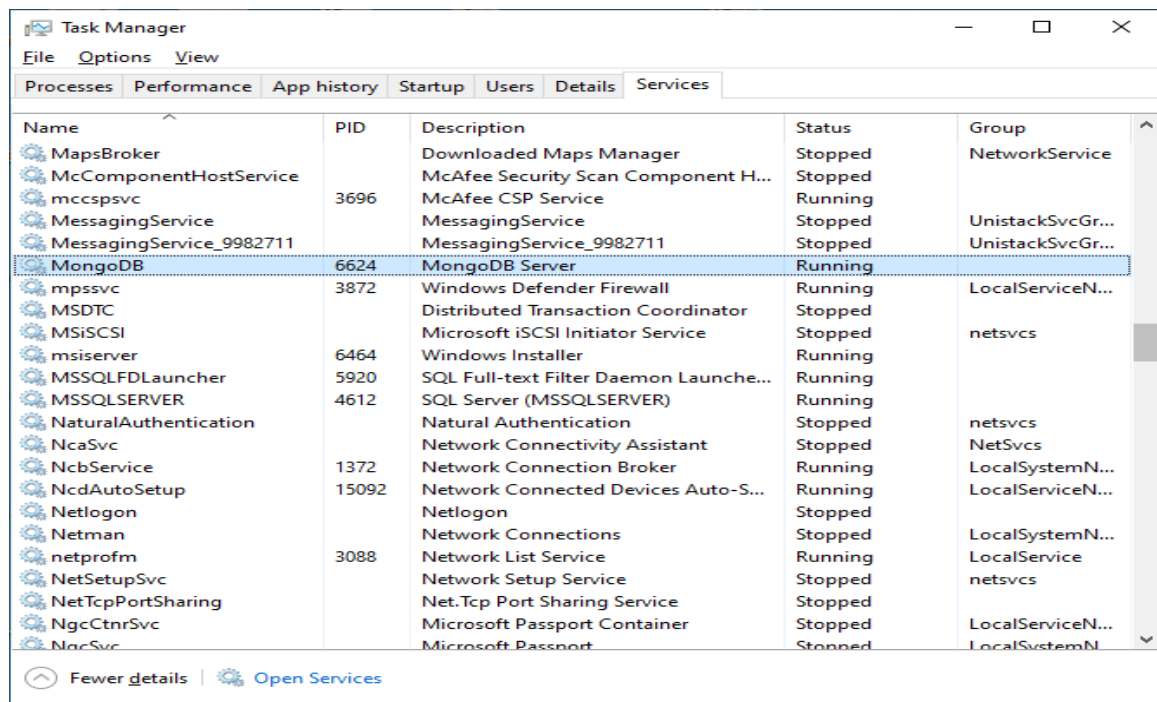 Task Manager
File Options View
Processes Performance App history Startup Users Details Services
Name PID Description Status Group
MapsBroker Downloaded Maps Manager Stopped NetworkService
McComponentHostService McAfee Security Scan Component H... Stopped
mccspsvc 3696 McAfee CSP Service Running
MessagingService MessagingService Stopped UnistackSvcGr...
MessagingService_9982711 MessagingService_9982711 Stopped UnistackSvcGr...
MongoDB 6624 MongoDB Server Running
mpssvc 3872 Windows Defender Firewall Running LocalServiceN...
MSDTC Distributed Transaction Coordinator Stopped
MSiSCSI Microsoft iSCSI Initiator Service Stopped netsvcs
msiserver 6464 Windows Installer Running
MSSQLFDLauncher 5920 SQL Full-text Filter Daemon Launche... Running
MSSQLSERVER 4612 SQL Server (MSSQLSERVER) Running
NaturalAuthentication Natural Authentication Stopped netsvcs
NcaSvc Network Connectivity Assistant Stopped NetSvcs
NcbService 1372 Network Connection Broker Running LocalSystemN...
NcdAutoSetup 15092 Network Connected Devices Auto-S... Running LocalServiceN...
Netlogon Netlogon Stopped
Netman Network Connections Stopped LocalSystemN...
netprofm 3088 Network List Service Running LocalService
NetSetupSvc Network Setup Service Stopped netsvcs
NetTcpPortSharing Net.Tcp Port Sharing Service Stopped
NgcCtnrSvc Microsoft Passport Container Stopped LocalServiceN...
NgcSvc Microsoft Passport Stopped LocalSystemN
Fewer details Open Services